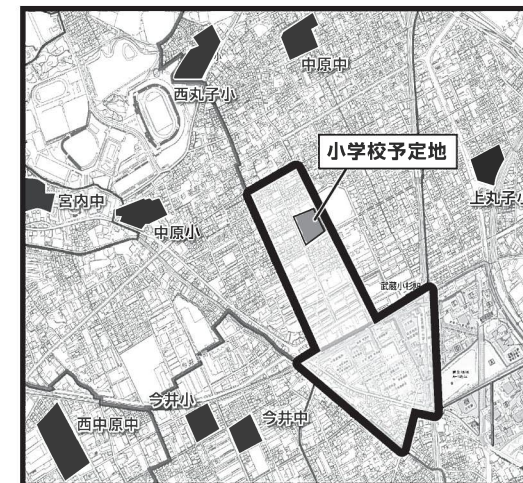 中原中
西丸子小
小学校予定地
上丸子小
宮内中
中原小
武蔵小杉駅
今井小
今井中
西中原中